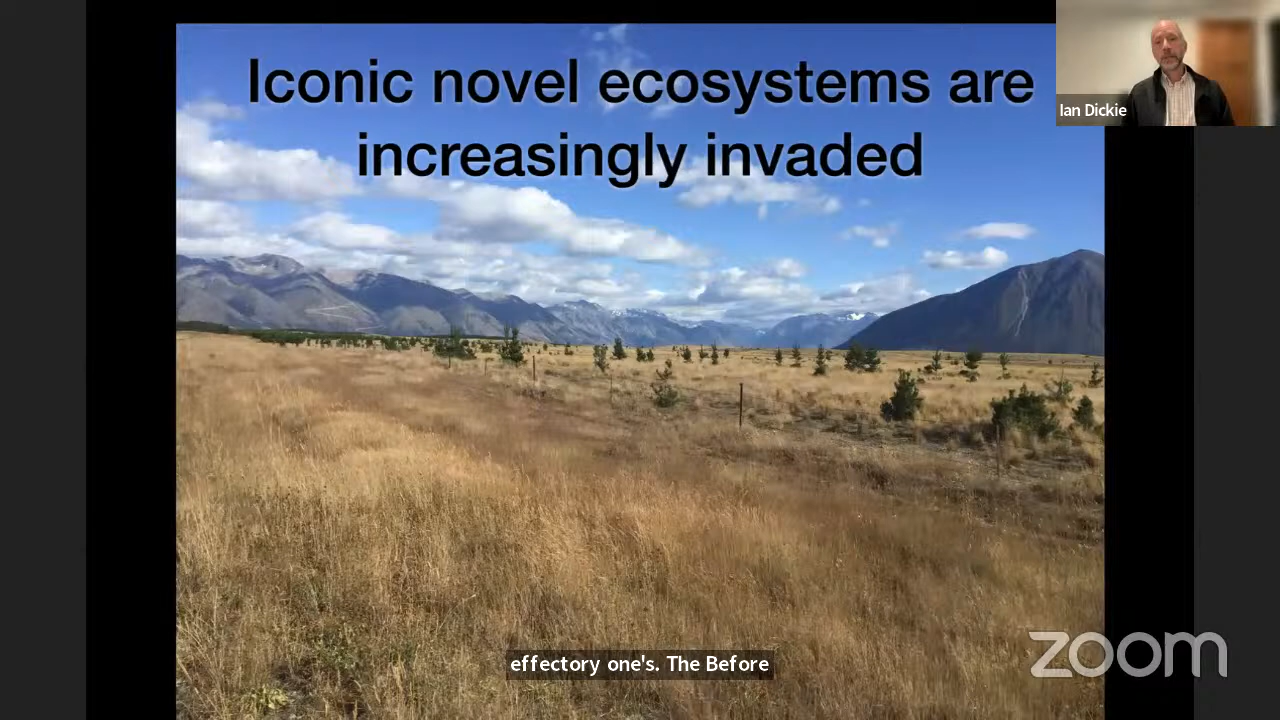 Iconic novel ecosystems are
increasingly invaded
Ian Dickie
effectory one's. The Before
zoom